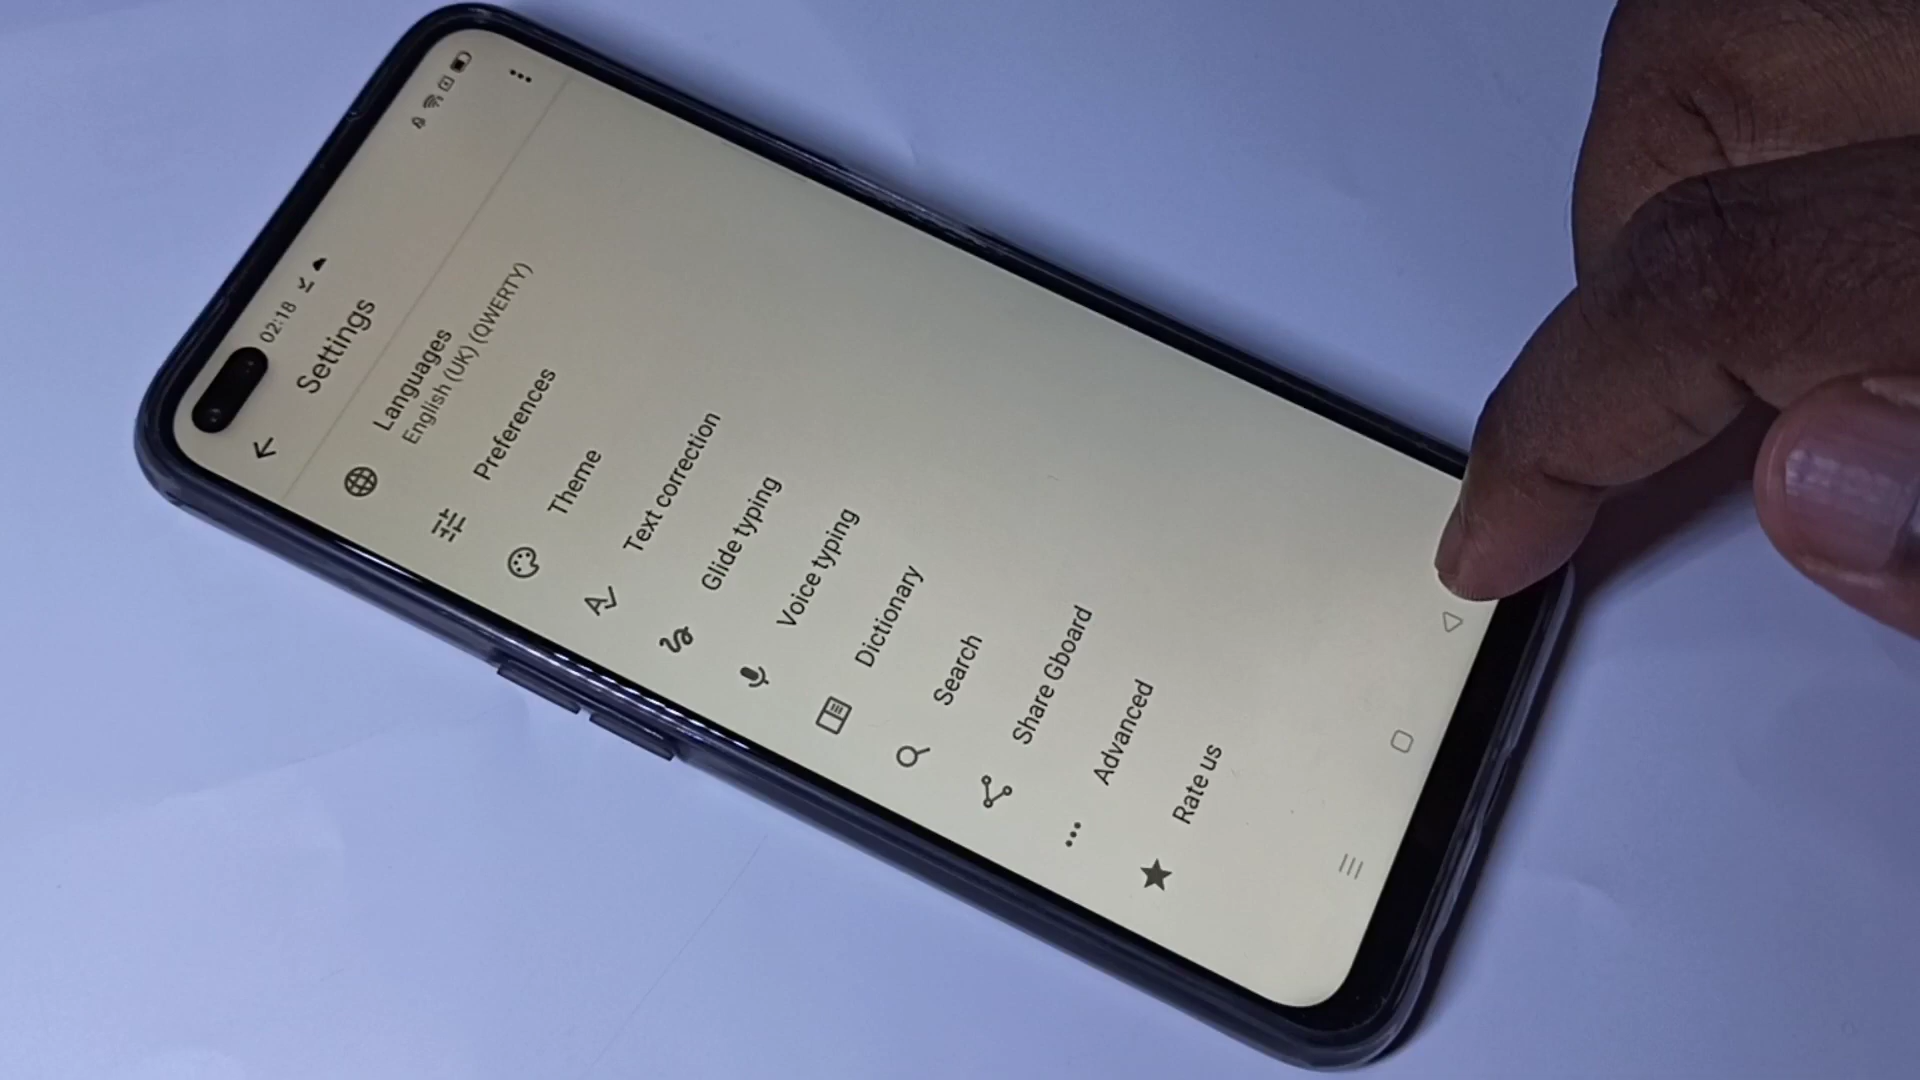 02:18
Settings
Languages
English (UK) (QWERTY)
Preferences
Theme
Text correction
Glide typing
Voice typing
Dictionary
Search
Share Gboard
Advanced
Rate us